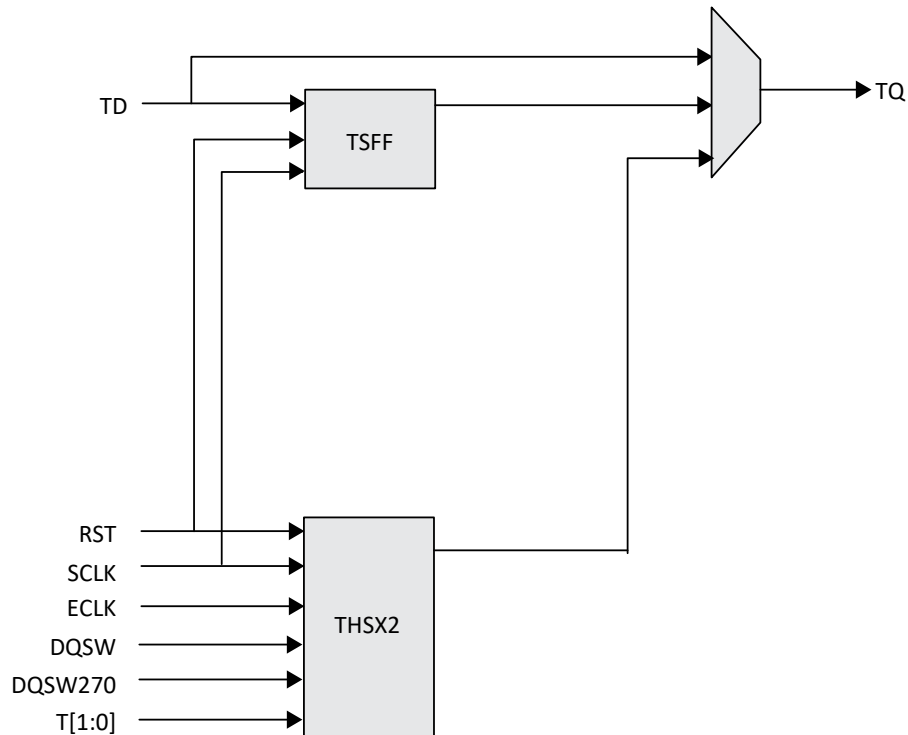 TD
TSFF
TQ
RST
SCLK
ECLK
DQSW
DQSW270
T[1:0]
THSX2